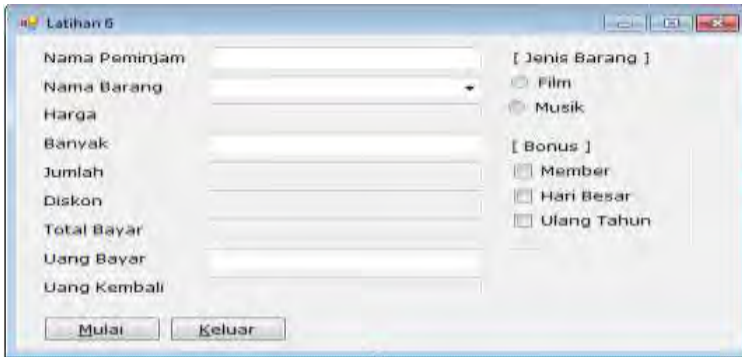 Latihan 6
Nama Peminjam
Nama Barang
Harga
Banyak
Jumlah
Diskon
Total Bayar
Uang Bayar
Uang Kembali
[ Jenis Barang ]
Film
Musik
[ Bonus ]
Member
Hari Besar
Ulang Tahun
Mulai
Keluar